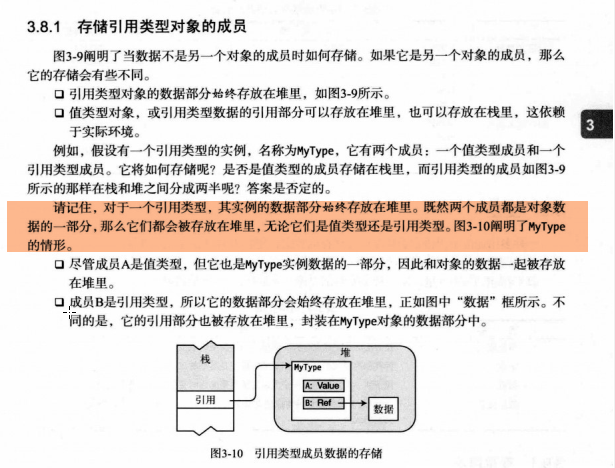 3.8.1 存储引用类型对象的成员
图3-9阐明了当数据不是另一个对象的成员时如何存储。如果它是另一个对象的成员，那么
它的存储会有些不同。
引用类型对象的数据部分始终存放在堆里，如图3-9所示。
值类型对象，或引用类型数据的引用部分可以存放在堆里，也可以存放在栈里，这依赖
于实际环境。
3
例如，假设有一个引用类型的实例，名称为MyType，它有两个成员：一个值类型成员和一个
引用类型成员。它将如何存储呢？是否是值类型的成员存储在栈里，而引用类型的成员如图3-9
所示的那样在栈和堆之间分成两半呢？答案是否定的。
请记住，对于一个引用类型，其实例的数据部分始终存放在堆里。既然两个成员都是对象数
据的一部分，那么它们都会被存放在堆里，无论它们是值类型还是引用类型。图3-10阐明了MyType
的情形。
尽管成员A是值类型，但它也是MyType实例数据的一部分，因此和对象的数据一起被存放
在堆里。
成员B是引用类型，所以它的数据部分会始终存放在堆里，正如图中“数据”框所示。不
同的是，它的引用部分也被存放在堆里，封装在MyType对象的数据部分中。
栈
堆
MyType
A: Value
引用
B: Ref
数据
图3-10 引用类型成员数据的存储